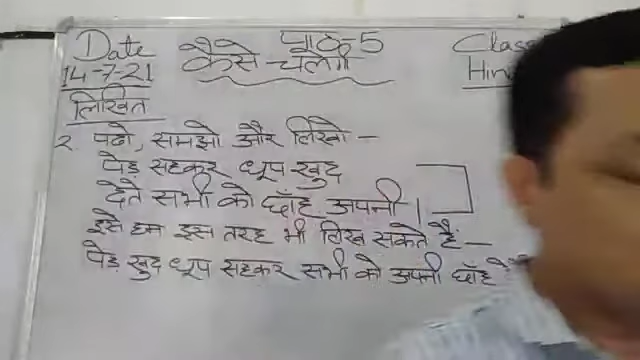 Date
14-7-21
पाठ-5
कैसे चलेगी
Class
Hin
लिखित
2 पढो, समझो और लिखो -
पेड़ सहकर धूप खुद
देते सभी को छाँह अपनी।
इसे हम इस तरह भी लिख सकते हैं -
पेड़ खुद धूप सहकर सभी को अपनी छाँह